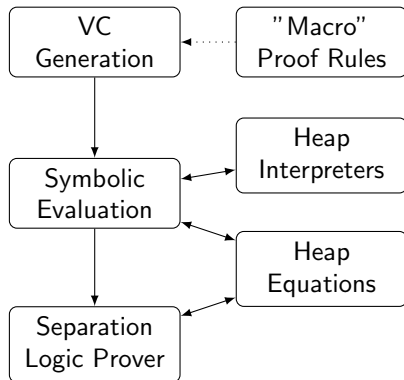 VC
Generation
"Macro"
Proof Rules
Heap
Interpreters
Symbolic
Evaluation
Heap
Equations
Separation
Logic Prover